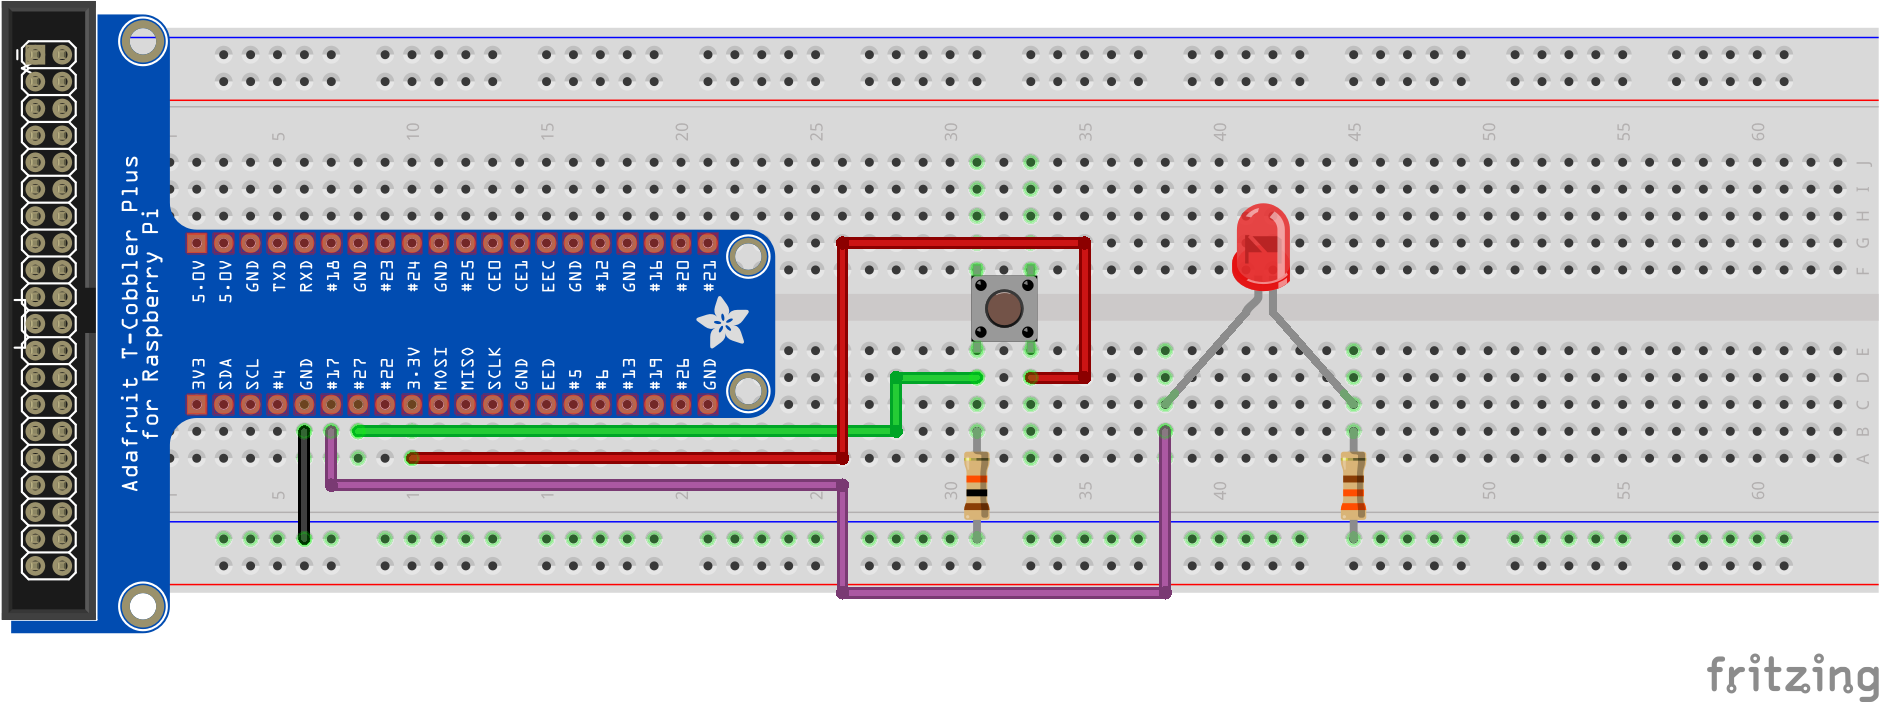 5 10 15 20 25 30 35 40 45 50 55 60
J
I
H
G
F
Adafruit T-Cobbler Plus
for Raspberry Pi
5.0V 5.0V GND TXD RXD #18 GND #23 #24 GND #25 CE0 CE1 EEC GND #12 GND #16 #20 #21
3V3 SDA SCL #4 GND #17 #27 #22 3.3V MOSI MISO SCLK GND EED #5 #6 #13 #19 #26 GND
E
D
C
B
A
5 1 2 30 35 40 45 50 55 60
fritzing